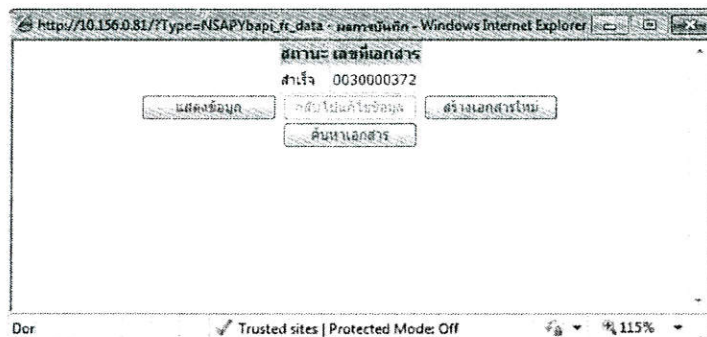 http://10.156.0.81/?Type=NSAPYbapi_fr_data - ผลการบันทึก - Windows Internet Explorer
สถานะ เลขที่เอกสาร
สำเร็จ 0030000372
แสดงข้อมูล กลับไปแก้ไขข้อมูล สร้างเอกสารใหม่
ค้นหาเอกสาร
Dor Trusted sites | Protected Mode: Off 115%